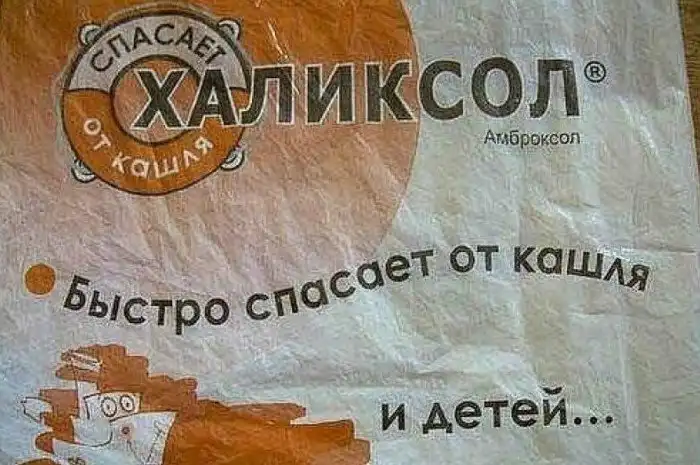 СПАСАЕТ
ОТ КАШЛЯ
ХАЛИКСОЛ®
Амброксол
• Быстро спасает от кашля
и детей...